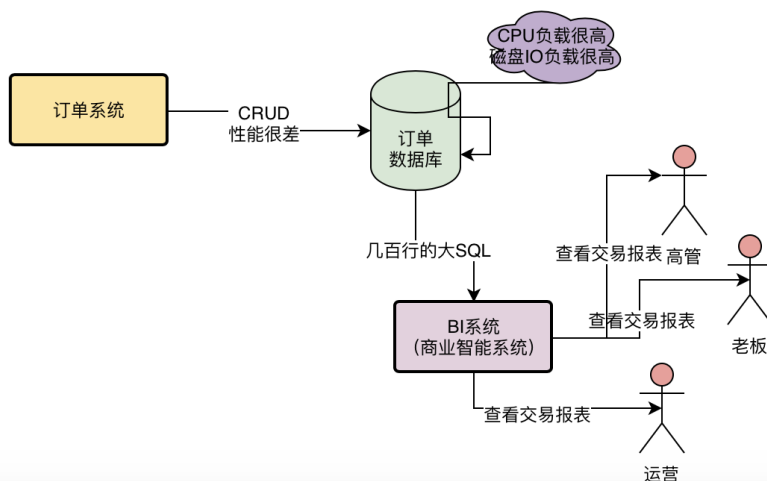 CPU负载很高
磁盘IO负载很高
订单系统
CRUD
性能很差
订单
数据库
几百行的大SQL
查看交易报表
高管
BI系统
(商业智能系统)
查看交易报表
老板
查看交易报表
运营